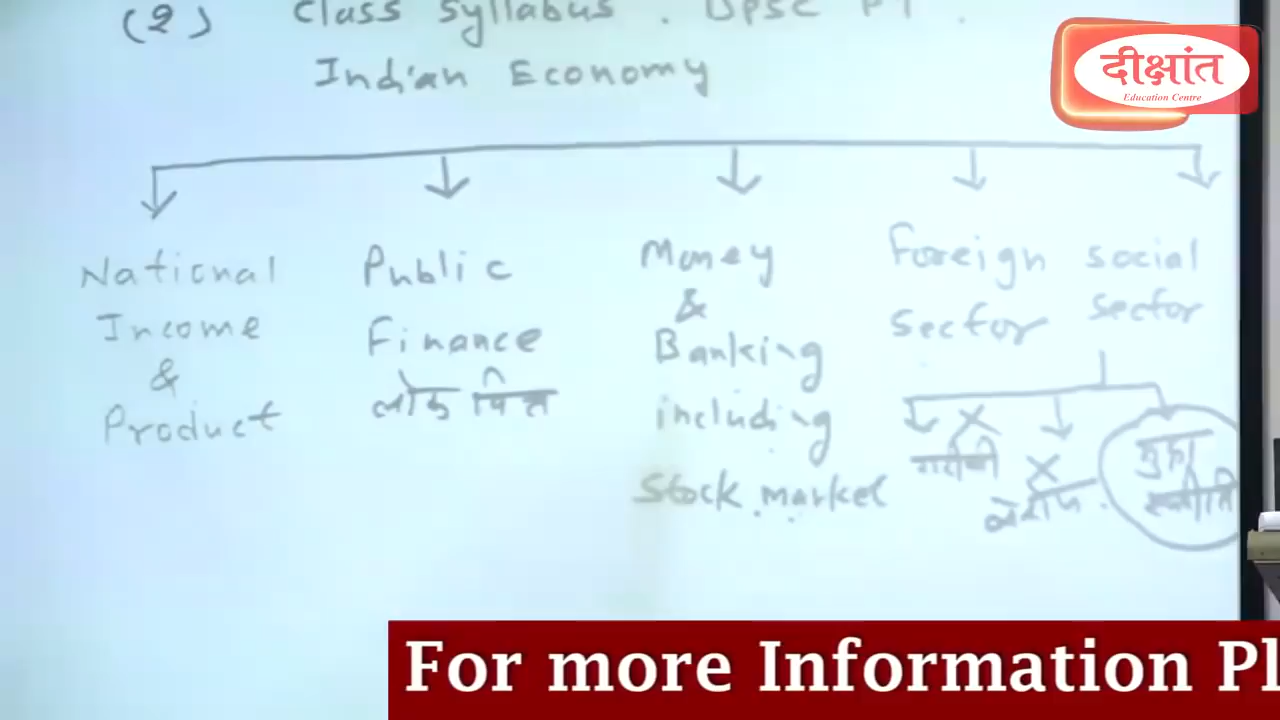 (2) Class Syllabus . UPSC PT .
Indian Economy
National
Income
&
Product
Public
Finance
लोक वित्त
Money
&
Banking
including
Stock market
Foreign
Sector
Social
Sector
गरीबी
मुद्रा
स्फीति
दीक्षांत
Education Centre
For more Information Pl